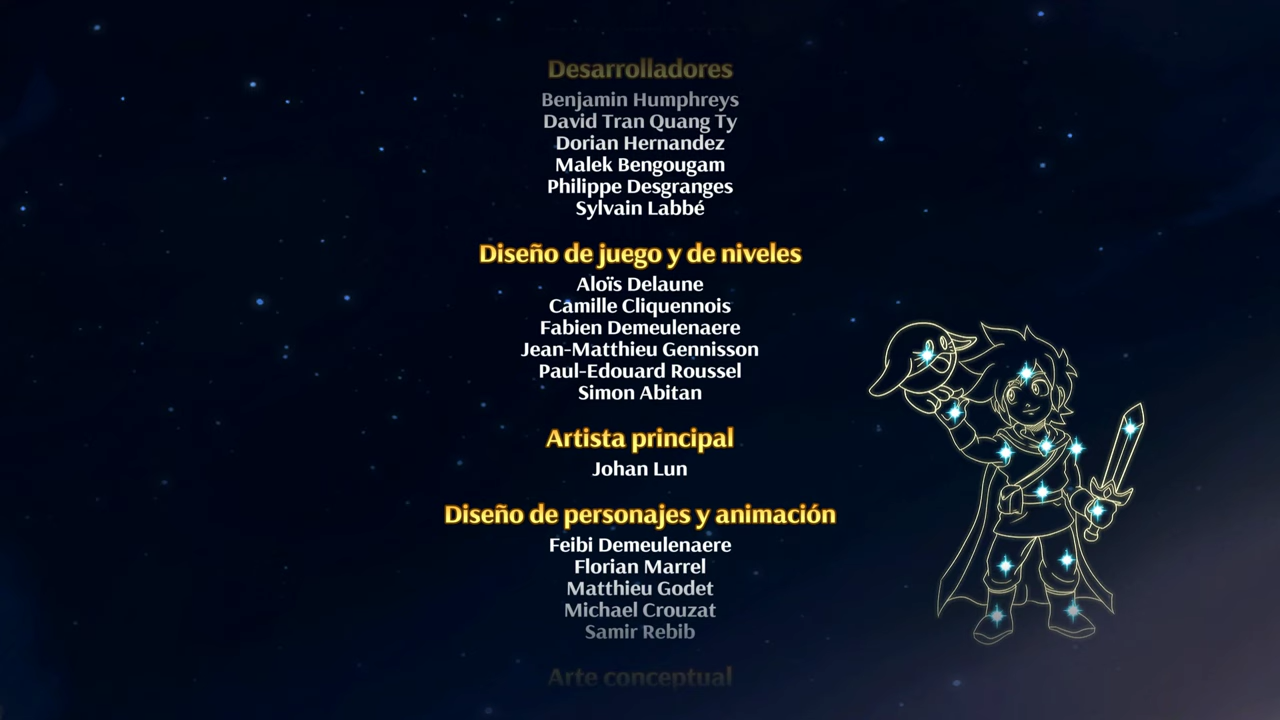 Desarrolladores
Benjamin Humphreys
David Tran Quang Ty
Dorian Hernandez
Malek Bengougam
Philippe Desgranges
Sylvain Labbé
Diseño de juego y de niveles
Aloïs Delaune
Camille Cliquennois
Fabien Demeulenaere
Jean-Matthieu Gennisson
Paul-Edouard Roussel
Simon Abitan
Artista principal
Johan Lun
Diseño de personajes y animación
Feibi Demeulenaere
Florian Marrel
Matthieu Godet
Michael Crouzat
Samir Rebib
Arte conceptual